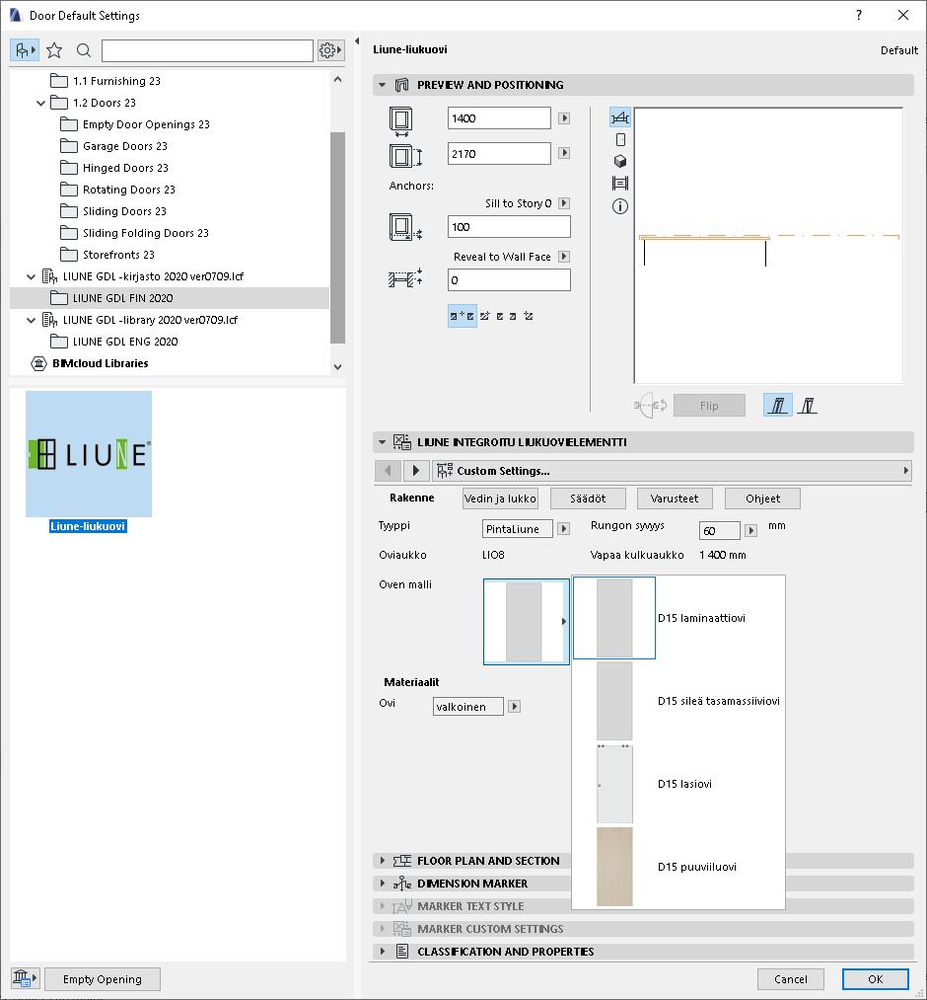 Door Default Settings
?
1.1 Furnishing 23
1.2 Doors 23
Empty Door Openings 23
Garage Doors 23
Hinged Doors 23
Rotating Doors 23
Sliding Doors 23
Sliding Folding Doors 23
Storefronts 23
LIUNE GDL -kirjasto 2020 ver0709.lcf
LIUNE GDL FIN 2020
LIUNE GDL -library 2020 ver0709.lcf
LIUNE GDL ENG 2020
BIMcloud Libraries
LIUNE®
Liune-liukuovi
Empty Opening
Liune-liukuovi
Default
PREVIEW AND POSITIONING
1400
2170
Anchors:
Sill to Story 0
100
Reveal to Wall Face
0
Flip
LIUNE INTEGROITU LIUKUOVIELEMENTTI
Custom Settings...
Rakenne Vedin ja lukko Säädöt Varusteet Ohjeet
Tyyppi PintaLiune Rungon syvyys 60 mm
Oviaukko LIO8 Vapaa kulkuaukko 1 400 mm
Oven malli
D15 laminaattiovi
D15 sileä tasamassiiviovi
D15 lasiovi
D15 puuviiluovi
Materiaalit
Ovi valkoinen
FLOOR PLAN AND SECTION
DIMENSION MARKER
MARKER TEXT STYLE
MARKER CUSTOM SETTINGS
CLASSIFICATION AND PROPERTIES
Cancel OK